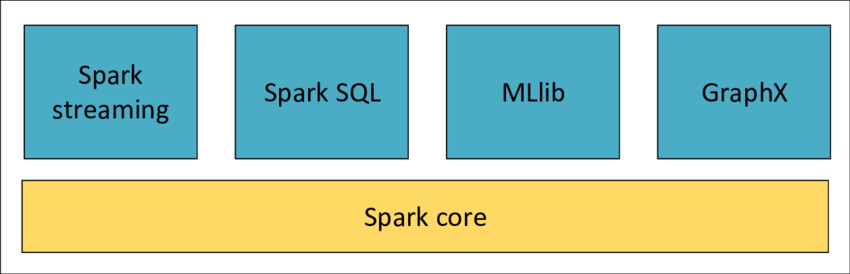 Spark
streaming
Spark SQL
MLlib
GraphX
Spark core